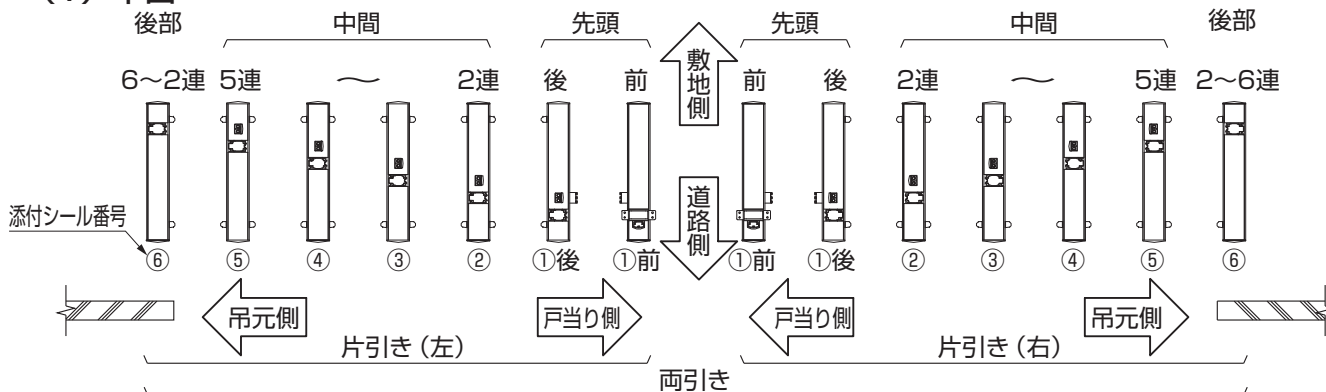 後部 中間 先頭 先頭 中間 後部
6～2連 5連 ～ 2連 後 前 前 後 2連 ～ 5連 2～6連
敷地側
道路側
添付シール番号
⑥ ⑤ ④ ③ ② ①後 ①前 ①前 ①後 ② ③ ④ ⑤ ⑥
吊元側 戸当り側 戸当り側 吊元側
片引き（左） 片引き（右）
両引き